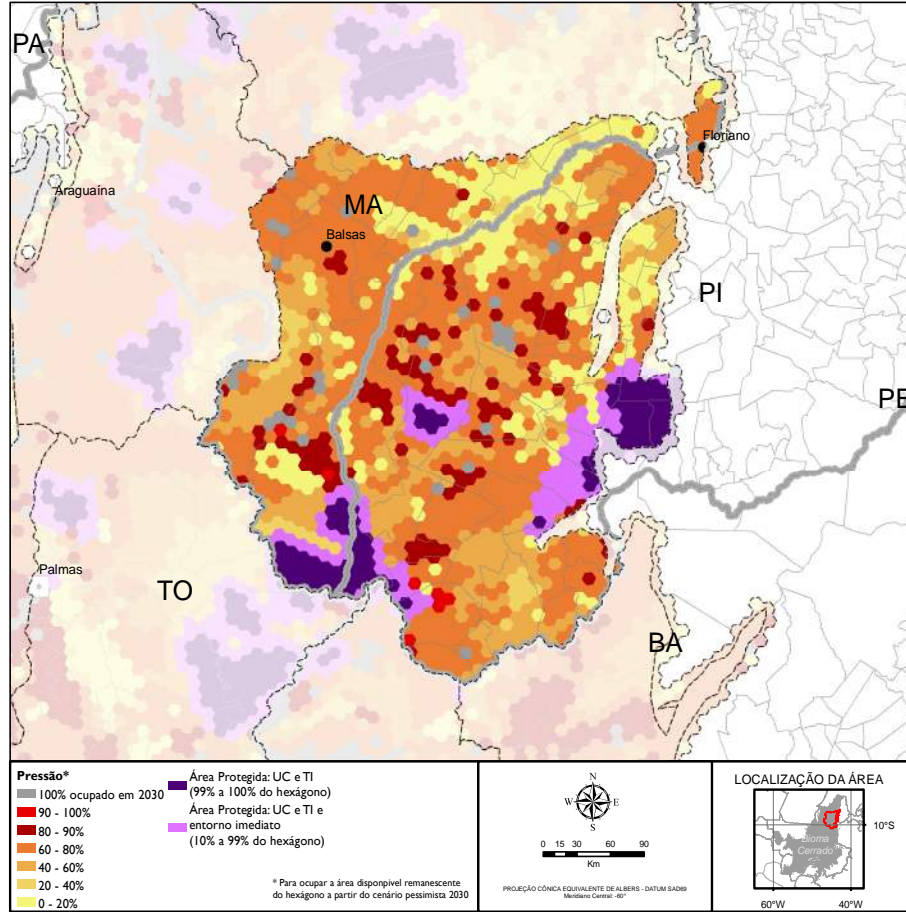 PA
Floriano
Araguaína
MA
Balsas
PI
PE
Palmas
TO
BA
Pressão*
100% ocupado em 2030
90 - 100%
80 - 90%
60 - 80%
40 - 60%
20 - 40%
0 - 20%
Área Protegida: UC e TI
(99% a 100% do hexágono)
Área Protegida: UC e TI e
entorno imediato
(10% a 99% do hexágono)
* Para ocupar a área disponpivel remanescente
do hexágono a partir do cenário pessimista 2030
N
W E
S
0 15 30 60 90
Km
PROJEÇÃO CÔNICA EQUIVALENTE DE ALBERS - DATUM SAD69
Meridiano Central: -60°
LOCALIZAÇÃO DA ÁREA
10°S
Bioma
Cerrado
60°W 40°W